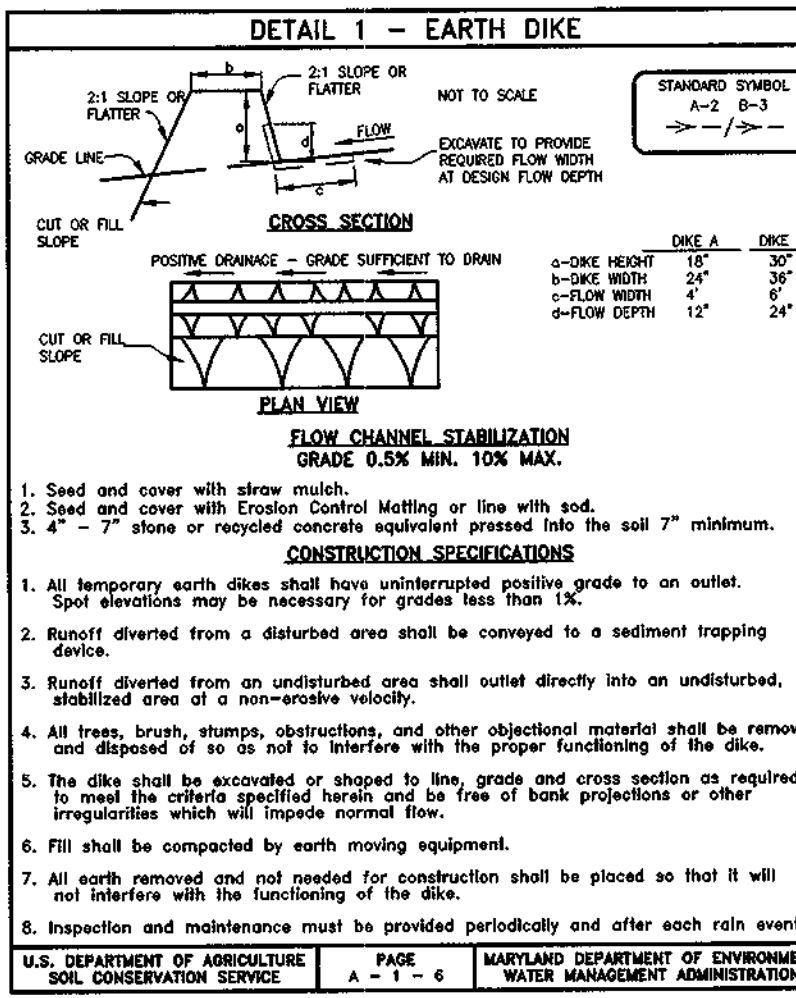 DETAIL 1 - EARTH DIKE
b
2:1 SLOPE OR
FLATTER
2:1 SLOPE OR
FLATTER
NOT TO SCALE
STANDARD SYMBOL
A-2 B-3
a
d
FLOW
GRADE LINE
EXCAVATE TO PROVIDE
REQUIRED FLOW WIDTH
AT DESIGN FLOW DEPTH
c
CUT OR FILL
SLOPE
CROSS SECTION
POSITIVE DRAINAGE - GRADE SUFFICIENT TO DRAIN
DIKE A DIKE
a-DIKE HEIGHT 18" 30"
b-DIKE WIDTH 24" 36"
c-FLOW WIDTH 4' 6'
d-FLOW DEPTH 12" 24"
CUT OR FILL
SLOPE
PLAN VIEW
FLOW CHANNEL STABILIZATION
GRADE 0.5% MIN. 10% MAX.
1. Seed and cover with straw mulch.
2. Seed and cover with Erosion Control Matting or line with sod.
3. 4" - 7" stone or recycled concrete equivalent pressed into the soil 7" minimum.
CONSTRUCTION SPECIFICATIONS
1. All temporary earth dikes shall have uninterrupted positive grade to an outlet.
Spot elevations may be necessary for grades less than 1%.
2. Runoff diverted from a disturbed area shall be conveyed to a sediment trapping
device.
3. Runoff diverted from an undisturbed area shall outlet directly into an undisturbed,
stabilized area at a non-erosive velocity.
4. All trees, brush, stumps, obstructions, and other objectional material shall be remov
and disposed of so as not to interfere with the proper functioning of the dike.
5. The dike shall be excavated or shaped to line, grade and cross section as required
to meet the criteria specified herein and be free of bank projections or other
irregularities which will impede normal flow.
6. Fill shall be compacted by earth moving equipment.
7. All earth removed and not needed for construction shall be placed so that it will
not interfere with the functioning of the dike.
8. Inspection and maintenance must be provided periodically and after each rain event
U.S. DEPARTMENT OF AGRICULTURE
SOIL CONSERVATION SERVICE
PAGE
A - 1 - 6
MARYLAND DEPARTMENT OF ENVIRONME
WATER MANAGEMENT ADMINISTRATION